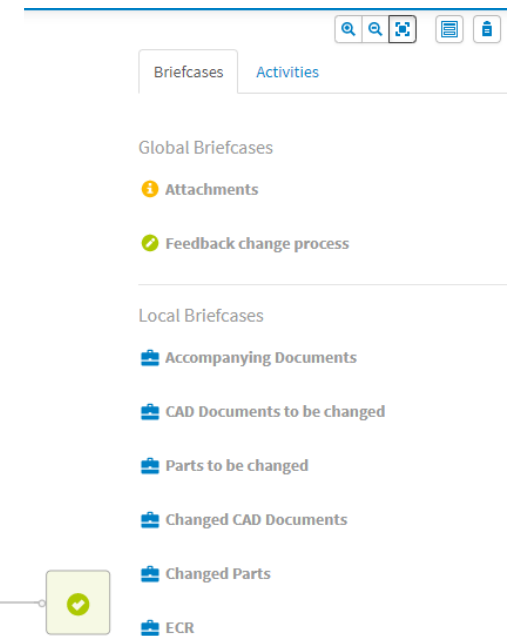 Briefcases Activities
Global Briefcases
Attachments
Feedback change process
Local Briefcases
Accompanying Documents
CAD Documents to be changed
Parts to be changed
Changed CAD Documents
Changed Parts
ECR